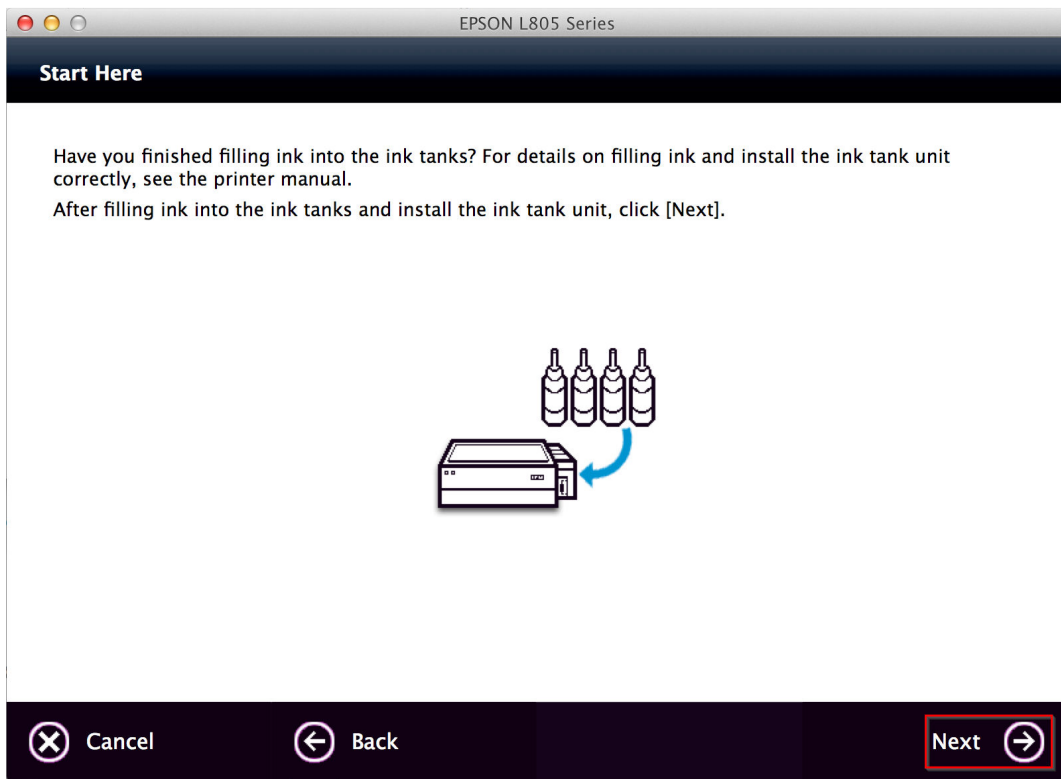 EPSON L805 Series
Start Here
Have you finished filling ink into the ink tanks? For details on filling ink and install the ink tank unit
correctly, see the printer manual.
After filling ink into the ink tanks and install the ink tank unit, click [Next].
Cancel
Back
Next